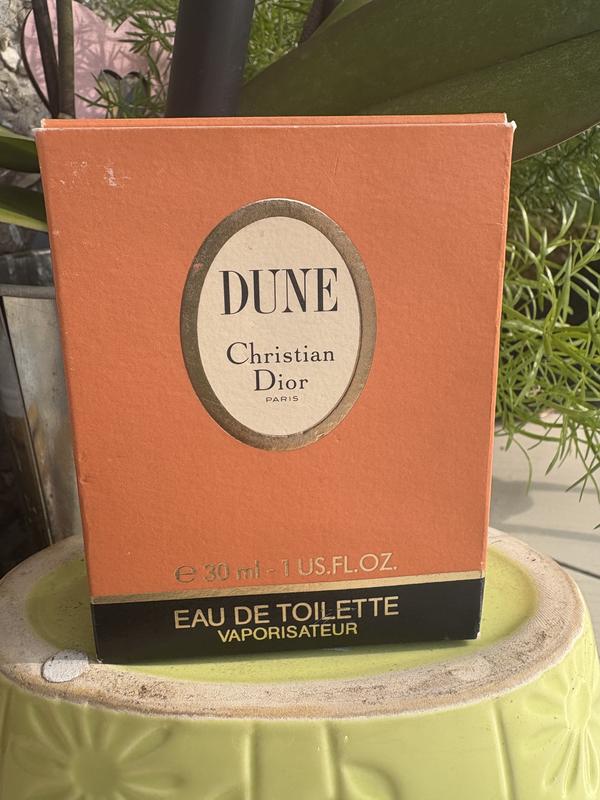 DUNE
Christian
Dior
PARIS
℮ 30 ml - 1 US.FL.OZ.
EAU DE TOILETTE
VAPORISATEUR